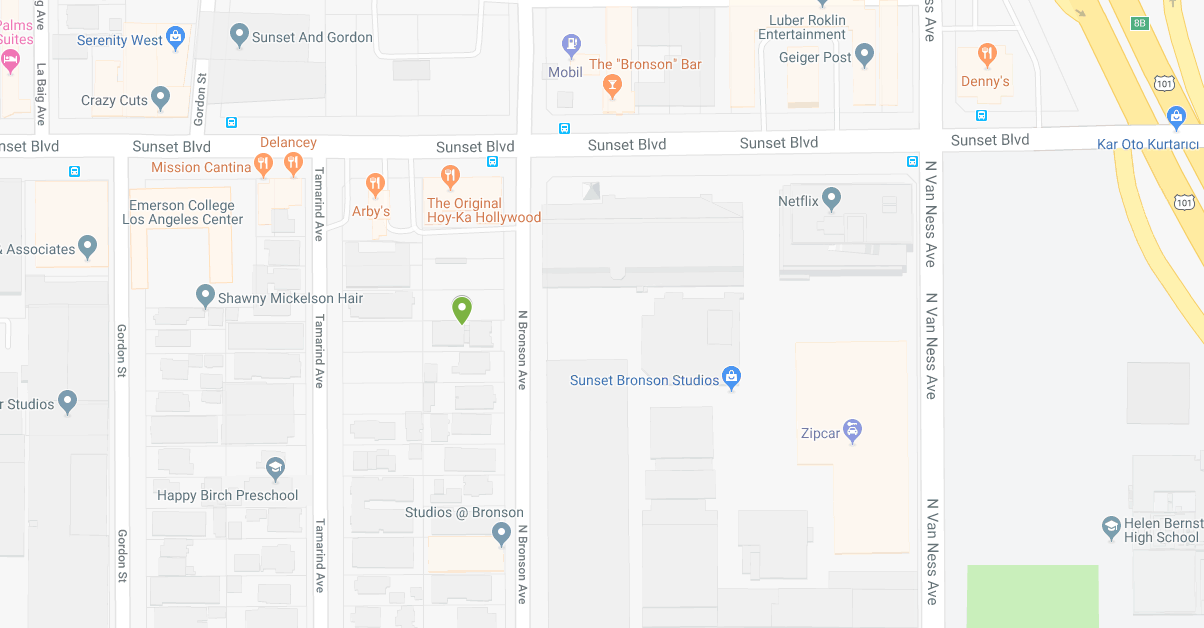 Palms
Suites
La Baig Ave
Serenity West
Gordon St
Sunset And Gordon
Crazy Cuts
Mobil
The "Bronson" Bar
Luber Roklin
Entertainment
Geiger Post
ss Ave
Denny's
8B
101
Kar Oto Kurtarıcı
101
nset Blvd
Sunset Blvd
Sunset Blvd
Sunset Blvd
Sunset Blvd
Sunset Blvd
Delancey
Mission Cantina
Arby's
The Original
Hoy-Ka Hollywood
Netflix
Emerson College
Los Angeles Center
& Associates
Tamarind Ave
N Van Ness Ave
Shawny Mickelson Hair
Gordon St
Tamarind Ave
N Bronson Ave
N Van Ness Ave
Sunset Bronson Studios
r Studios
Zipcar
Happy Birch Preschool
Studios @ Bronson
Gordon St
Tamarind Ave
N Bronson Ave
N Van Ness Ave
Helen Bernst
High School